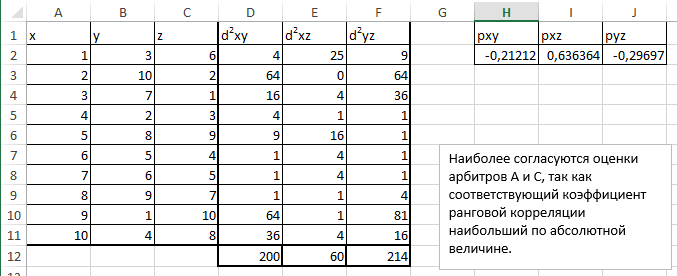 A B C D E F G H I J
1 x y z d²xy d²xz d²yz pxy pxz pyz
2 1 3 6 4 25 9 -0,21212 0,636364 -0,29697
3 2 10 2 64 0 64
4 3 7 1 16 4 36
5 4 2 3 4 1 1
6 5 8 9 9 16 1
7 6 5 4 1 4 1
8 7 6 5 1 4 1
9 8 9 7 1 1 4
10 9 1 10 64 1 81
11 10 4 8 36 4 16
12 200 60 214
Наиболее согласуются оценки
арбитров А и С, так как
соответствующий коэффициент
ранговой корреляции
наибольший по абсолютной
величине.